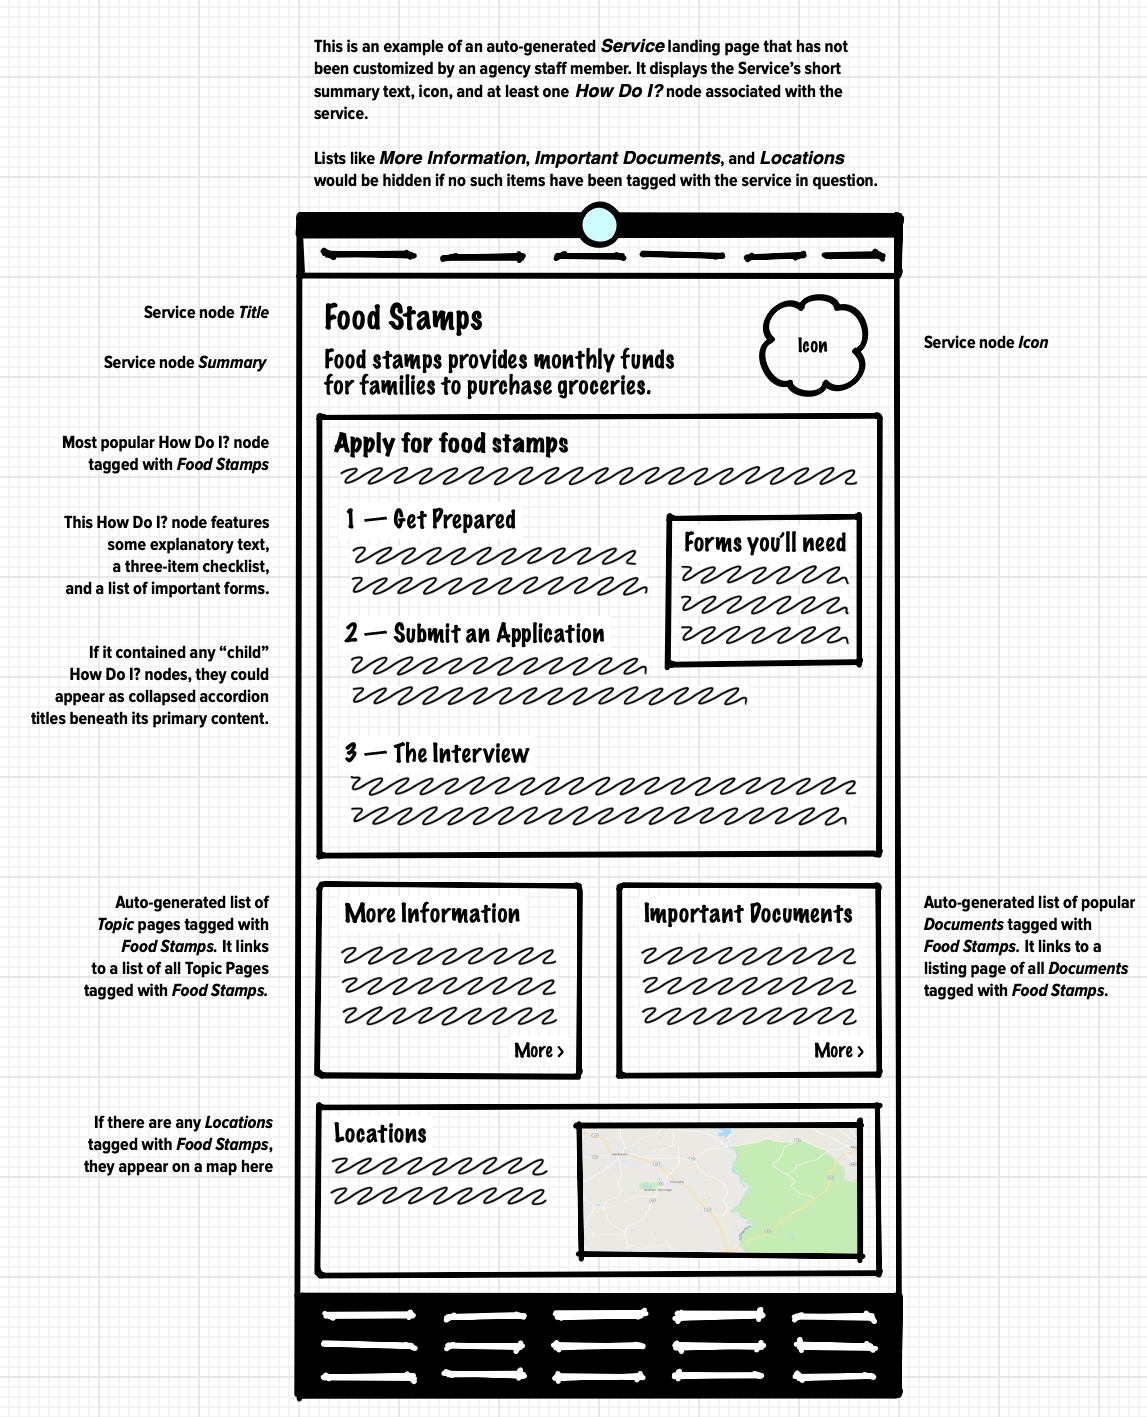 This is an example of an auto-generated Service landing page that has not
been customized by an agency staff member. It displays the Service's short
summary text, icon, and at least one How Do I? node associated with the
service.
Lists like More Information, Important Documents, and Locations
would be hidden if no such items have been tagged with the service in question.
Service node Title
Service node Summary
Food Stamps
Food stamps provides monthly funds
for families to purchase groceries.
Icon
Service node Icon
Most popular How Do I? node
tagged with Food Stamps
This How Do I? node features
some explanatory text,
a three-item checklist,
and a list of important forms.
If it contained any “child”
How Do I? nodes, they could
appear as collapsed accordion
titles beneath its primary content.
Apply for food stamps
1 — Get Prepared
Forms you'll need
2 — Submit an Application
3 — The Interview
Auto-generated list of
Topic pages tagged with
Food Stamps. It links
to a list of all Topic Pages
tagged with Food Stamps.
More Information
More >
Important Documents
More >
Auto-generated list of popular
Documents tagged with
Food Stamps. It links to a
listing page of all Documents
tagged with Food Stamps.
If there are any Locations
tagged with Food Stamps,
they appear on a map here
Locations